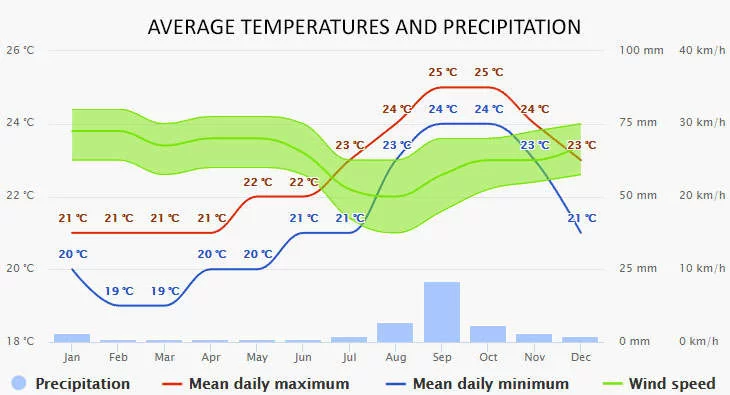 AVERAGE TEMPERATURES AND PRECIPITATION
26 °C 100 mm 40 km/h
25 °C 25 °C
24 °C 24 °C 24 °C 24 °C 24 °C 75 mm 30 km/h
23 °C 23 °C 23 °C 23 °C
22 °C 22 °C
22 °C 50 mm 20 km/h
21 °C 21 °C 21 °C 21 °C 21 °C 21 °C 21 °C
20 °C 20 °C 20 °C
20 °C 25 mm 10 km/h
19 °C 19 °C
18 °C 0 mm 0 km/h
Jan Feb Mar Apr May Jun Jul Aug Sep Oct Nov Dec
Precipitation Mean daily maximum Mean daily minimum Wind speed